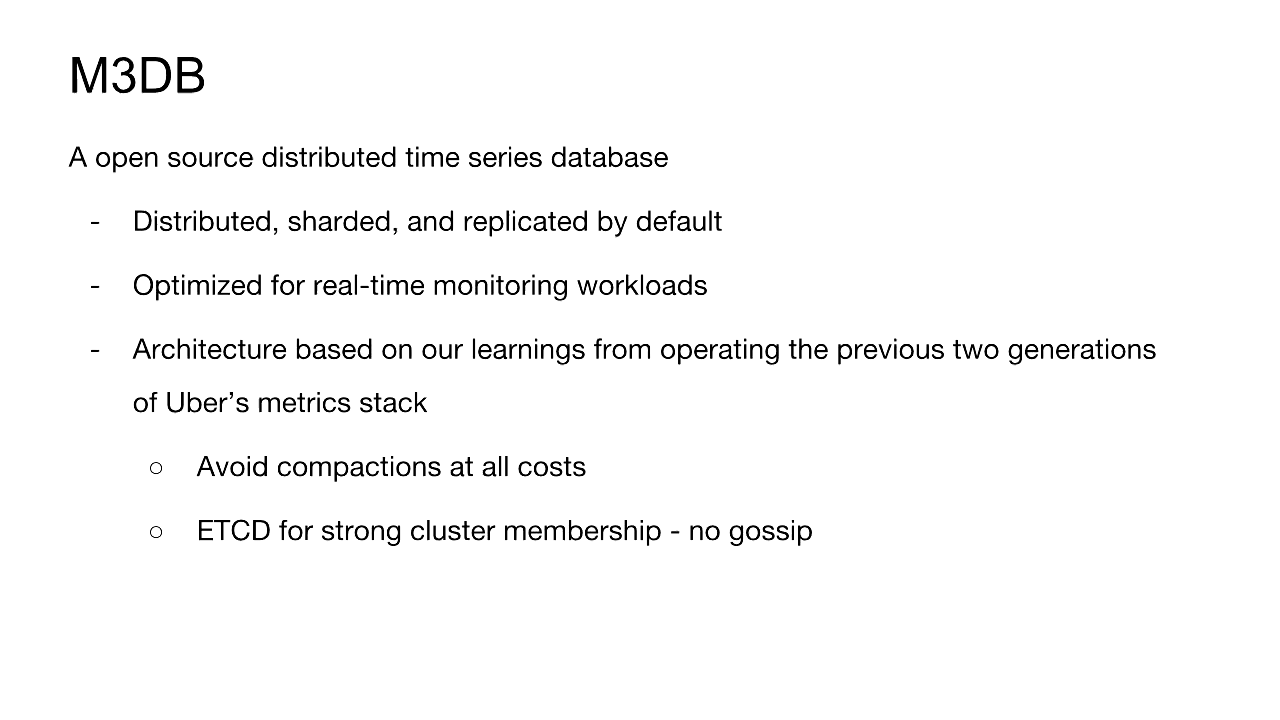 M3DB
A open source distributed time series database
- Distributed, sharded, and replicated by default
- Optimized for real-time monitoring workloads
- Architecture based on our learnings from operating the previous two generations
of Uber’s metrics stack
○ Avoid compactions at all costs
○ ETCD for strong cluster membership - no gossip